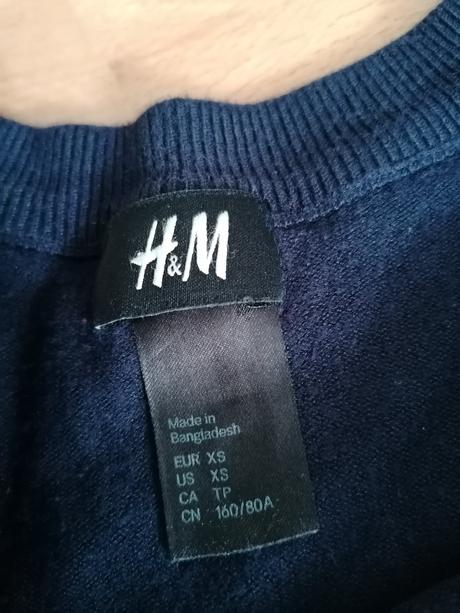 H&M
Made in
Bangladesh
EUR XS
US XS
CA TP
CN 160/80A